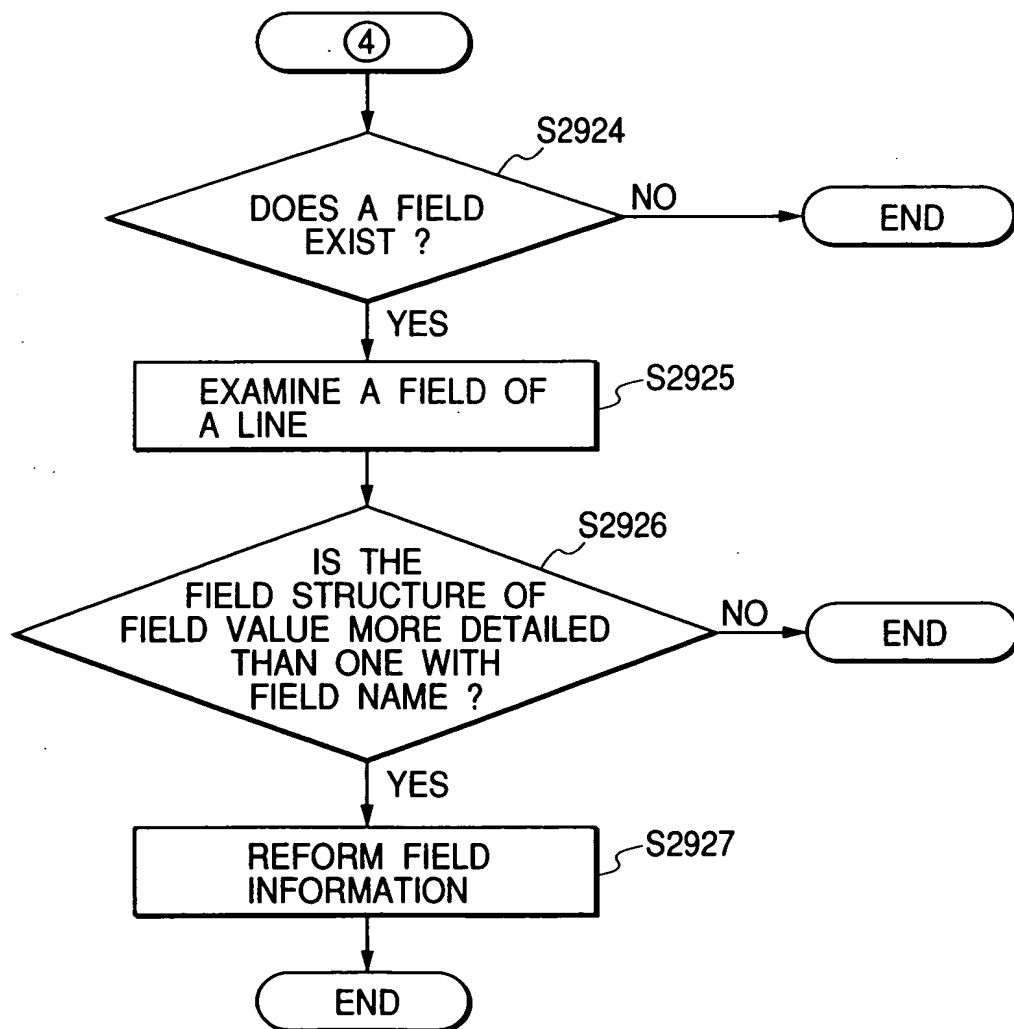 4
S2924
DOES A FIELD
EXIST ?
NO
END
YES
EXAMINE A FIELD OF
A LINE
S2925
S2926
IS THE
FIELD STRUCTURE OF
FIELD VALUE MORE DETAILED
THAN ONE WITH
FIELD NAME ?
NO
END
YES
REFORM FIELD
INFORMATION
S2927
END